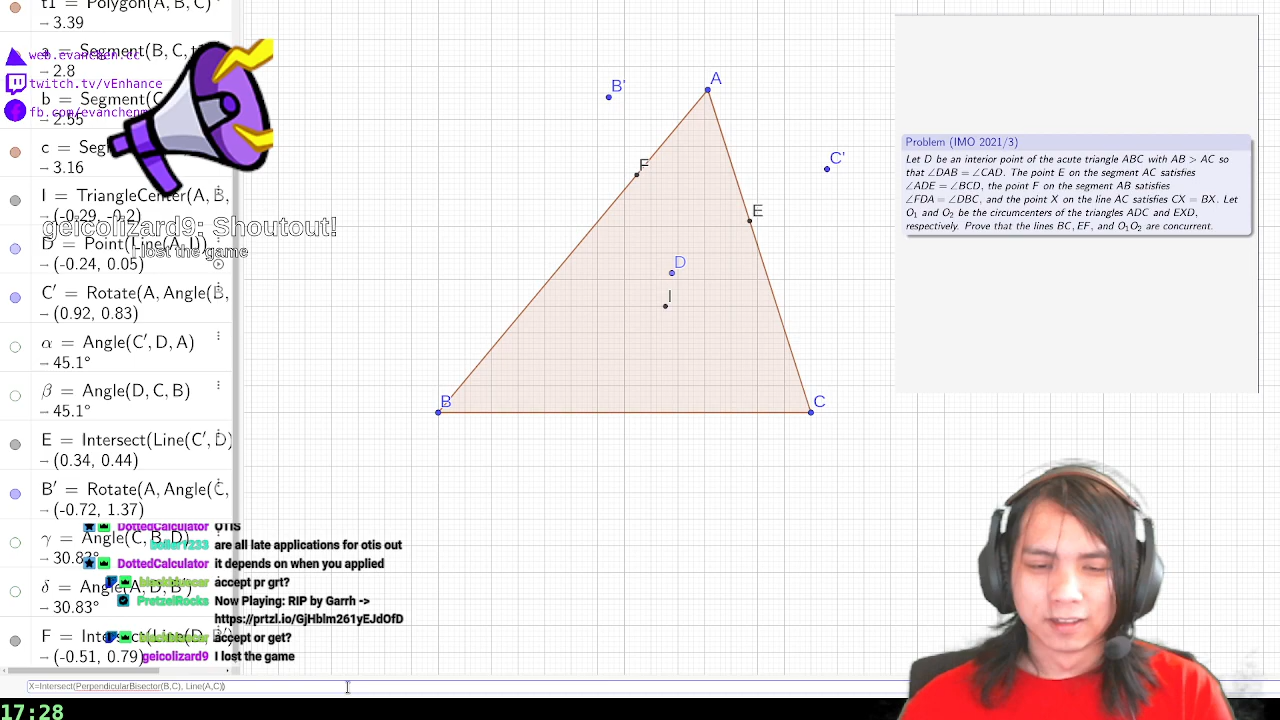 t1 = Polygon(A, B, C)
→ 3.39
a = Segment(B, C, t
→ 2.8
web.evanchen.cc
twitch.tv/vEnhance
b = Segment(C
→ 2.55
c = Seg
→ 3.16
I = TriangleCenter(A, B,
→ (-0.29, -0.2)
geicolizard9: Shoutout!
I lost the game
D = Point(Line(A, I))
→ (-0.24, 0.05)
C′ = Rotate(A, Angle(B,
→ (0.92, 0.83)
α = Angle(C′, D, A)
→ 45.1°
β = Angle(D, C, B)
→ 45.1°
E = Intersect(Line(C′, D)
→ (0.34, 0.44)
B′ = Rotate(A, Angle(C,
→ (-0.72, 1.37)
γ = Angle(C, B, D)
→ 30.83°
δ = Angle(A, D, B′)
→ 30.83°
F = Intersect(Line(D, B′)
→ (-0.51, 0.79)
DottedCalculator OTIS
are all late applications for otis out
DottedCalculator it depends on when you applied
accept pr grt?
PretzelRocks Now Playing: RIP by Garrh ->
https://prtzl.io/GjHblm261yEJdOfD
accept or get?
geicolizard9 I lost the game
X=Intersect(PerpendicularBisector(B,C), Line(A,C))
17:28
B'
A
F
C'
E
D
I
B
C
Problem (IMO 2021/3)
Let D be an interior point of the acute triangle ABC with AB > AC so
that ∠DAB = ∠CAD. The point E on the segment AC satisfies
∠ADE = ∠BCD, the point F on the segment AB satisfies
∠FDA = ∠DBC, and the point X on the line AC satisfies CX = BX. Let
O₁ and O₂ be the circumcenters of the triangles ADC and EXD,
respectively. Prove that the lines BC, EF, and O₁O₂ are concurrent.